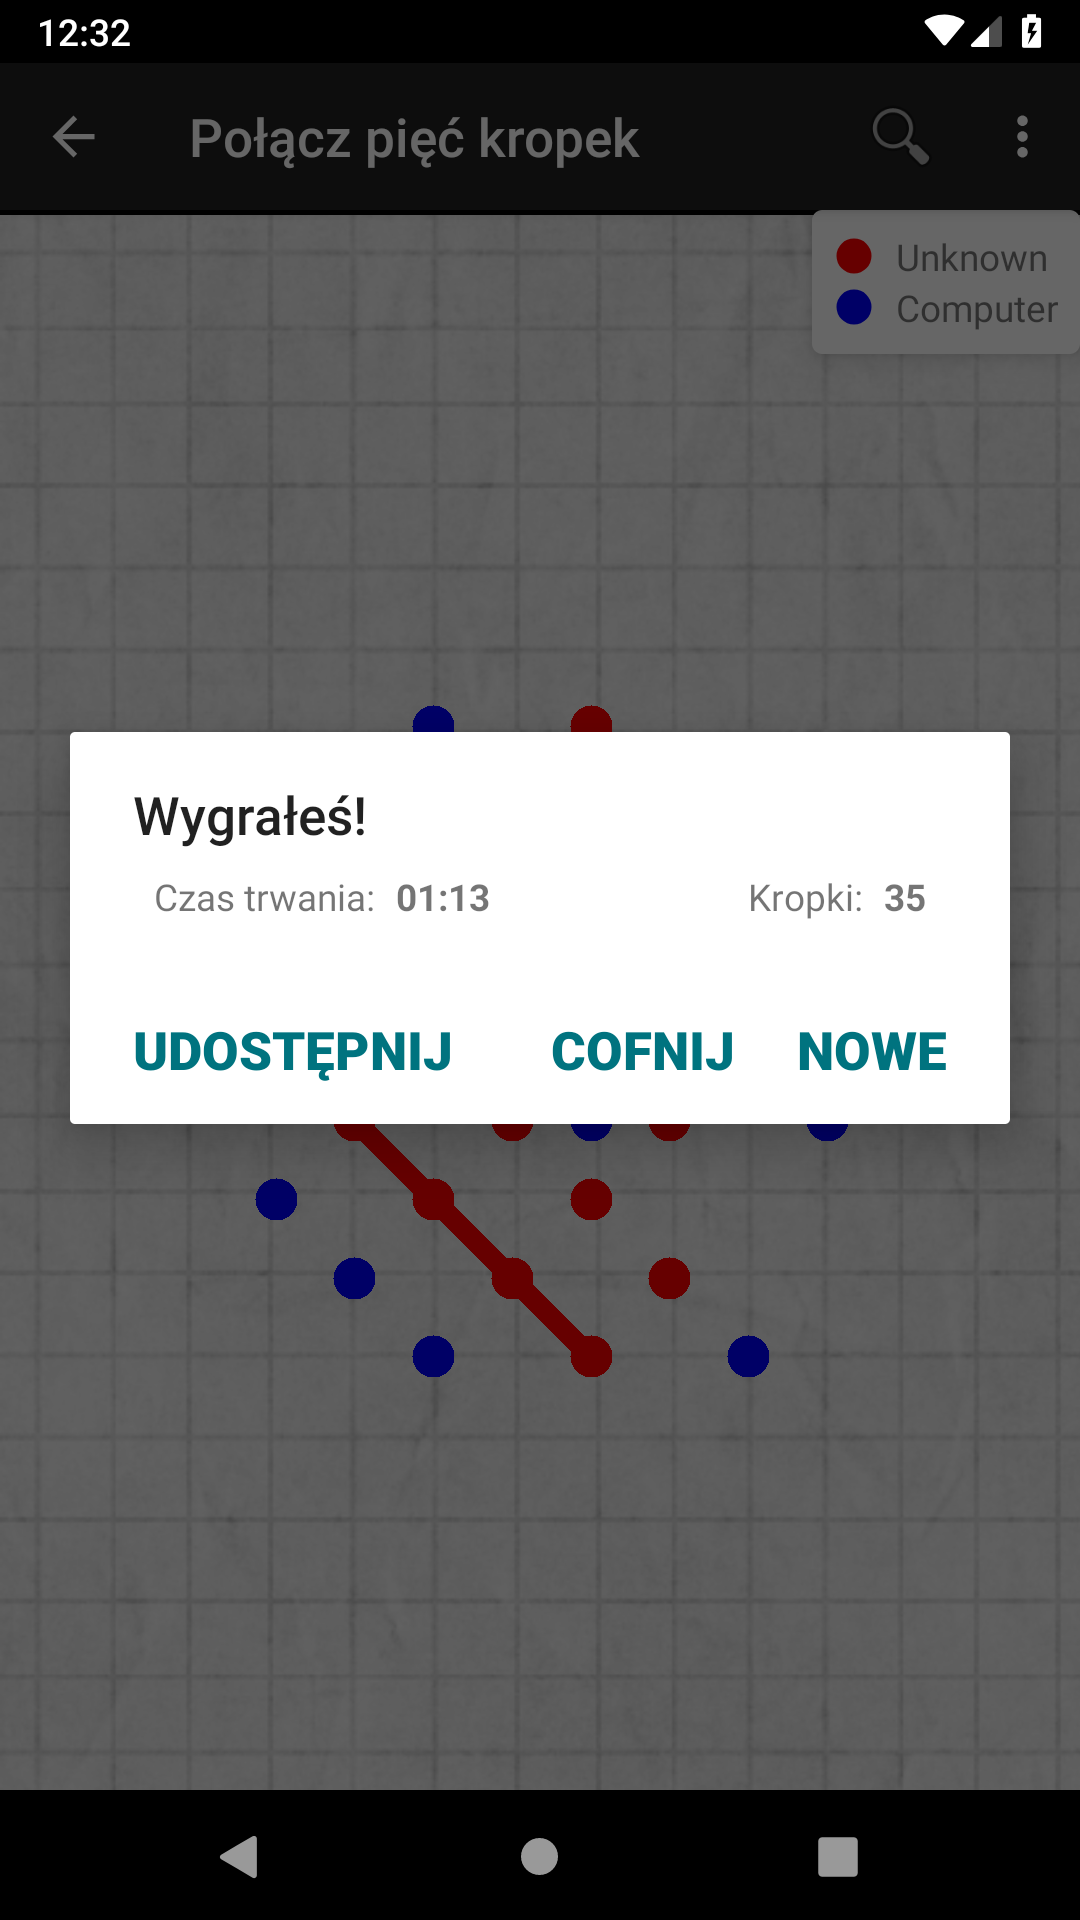 12:32
Połącz pięć kropek
Unknown
Computer
Wygrałeś!
Czas trwania: 01:13 Kropki: 35
UDOSTĘPNIJ COFNIJ NOWE